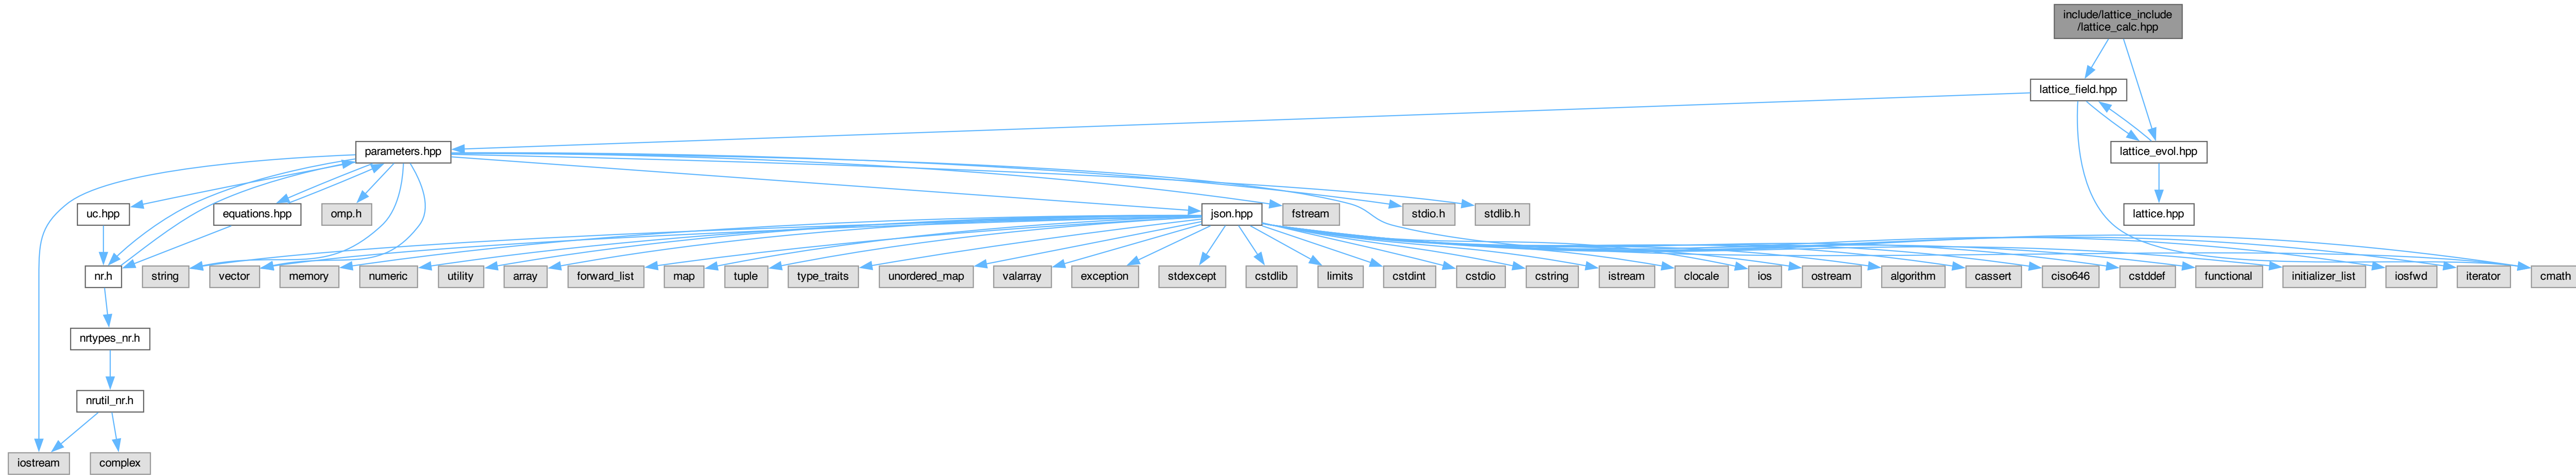 include/lattice_include
/lattice_calc.hpp
lattice_field.hpp
parameters.hpp
lattice_evol.hpp
uc.hpp
equations.hpp
omp.h
json.hpp
fstream
stdio.h
stdlib.h
lattice.hpp
nr.h
string
vector
memory
numeric
utility
array
forward_list
map
tuple
type_traits
unordered_map
valarray
exception
stdexcept
cstdlib
limits
cstdint
cstdio
cstring
istream
clocale
ios
ostream
algorithm
cassert
ciso646
cstddef
functional
initializer_list
iosfwd
iterator
cmath
nrtypes_nr.h
nrutil_nr.h
iostream
complex